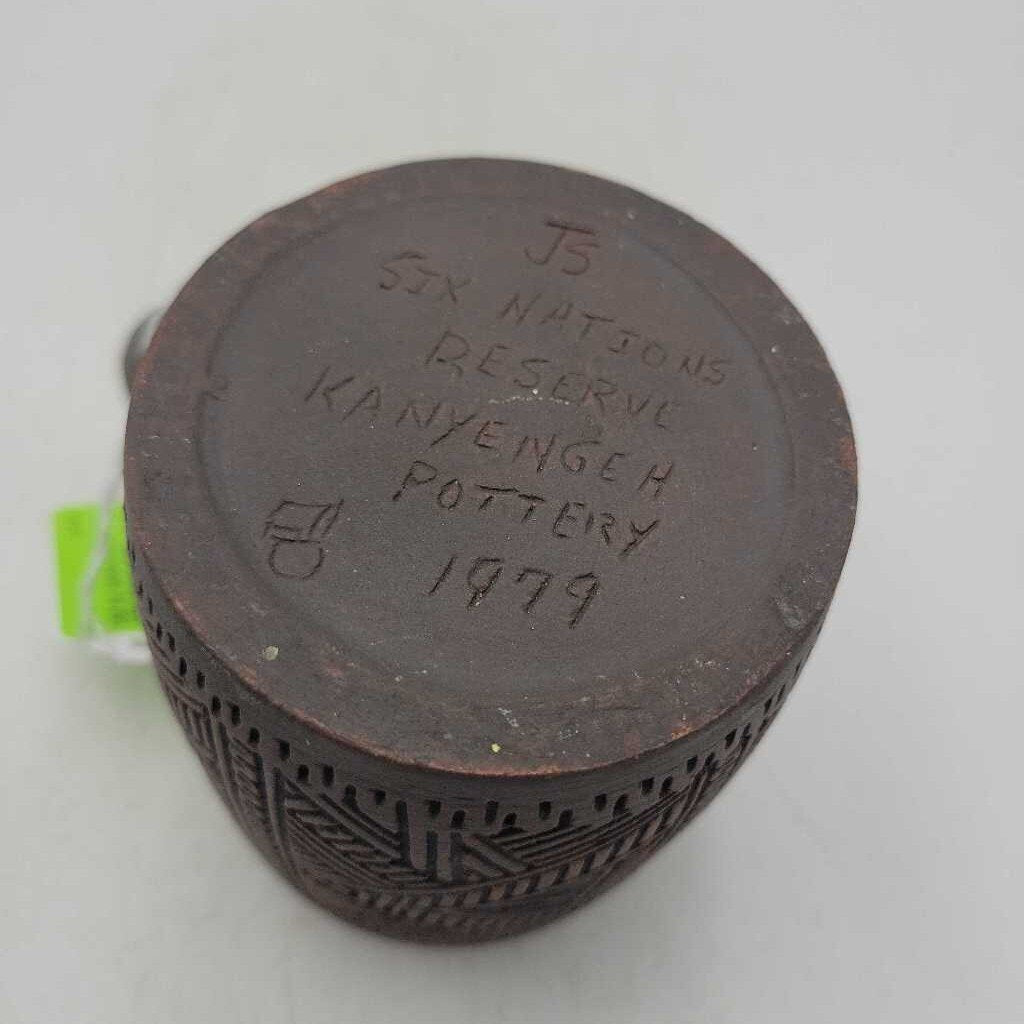 JS
SIX NATIONS
RESERVE
KANYENGEH
POTTERY
1979